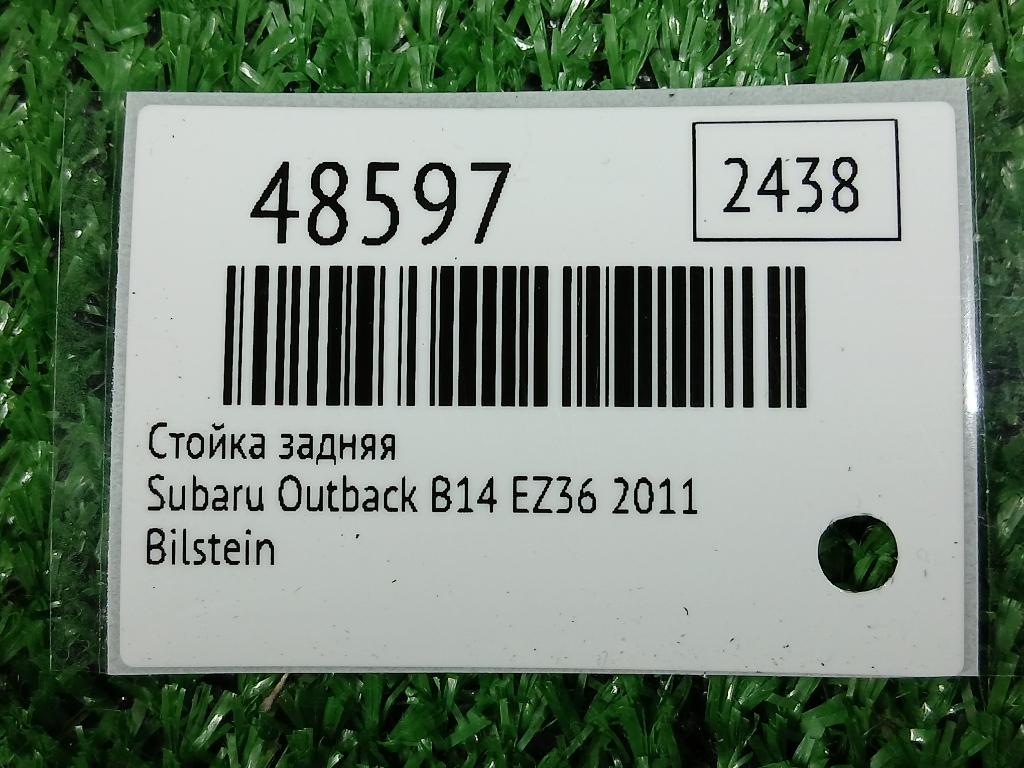 48597
2438
Стойка задняя
Subaru Outback B14 EZ36 2011
Bilstein